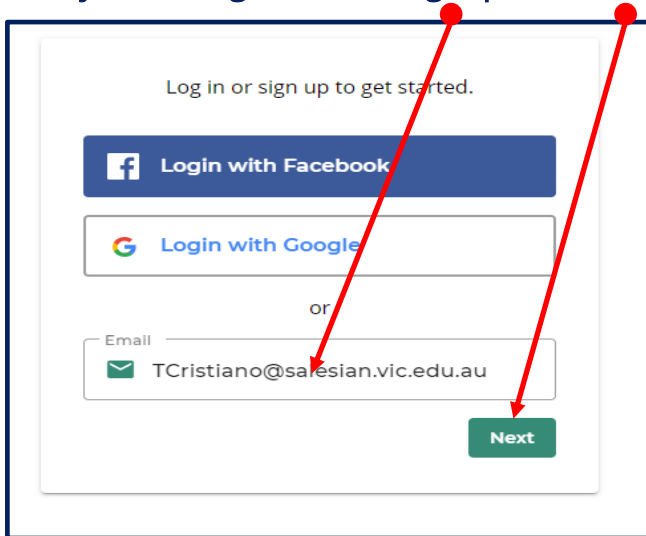 Log in or sign up to get started.
Login with Facebook
Login with Google
or
Email
TCristiano@salesian.vic.edu.au
Next